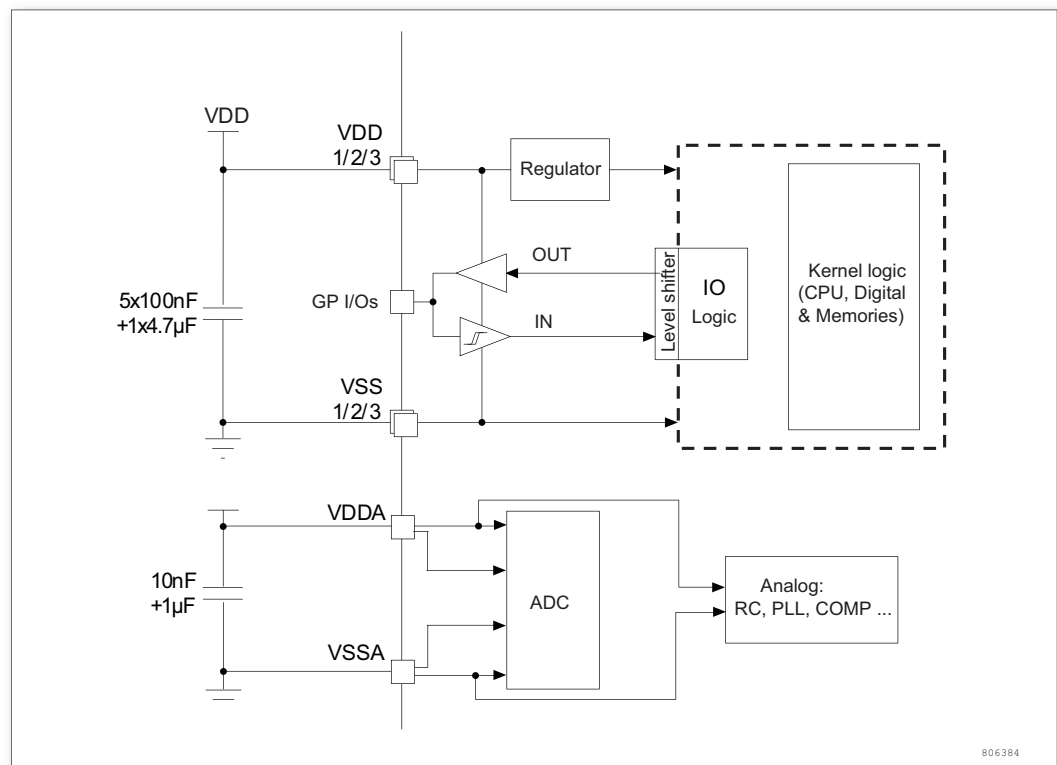 VDD
VDD
1/2/3
Regulator
OUT
GP I/Os
IN
Level shifter
IO
Logic
Kernel logic
(CPU, Digital
& Memories)
5x100nF
+1x4.7µF
VSS
1/2/3
VDDA
10nF
+1µF
ADC
Analog:
RC, PLL, COMP ...
VSSA
806384